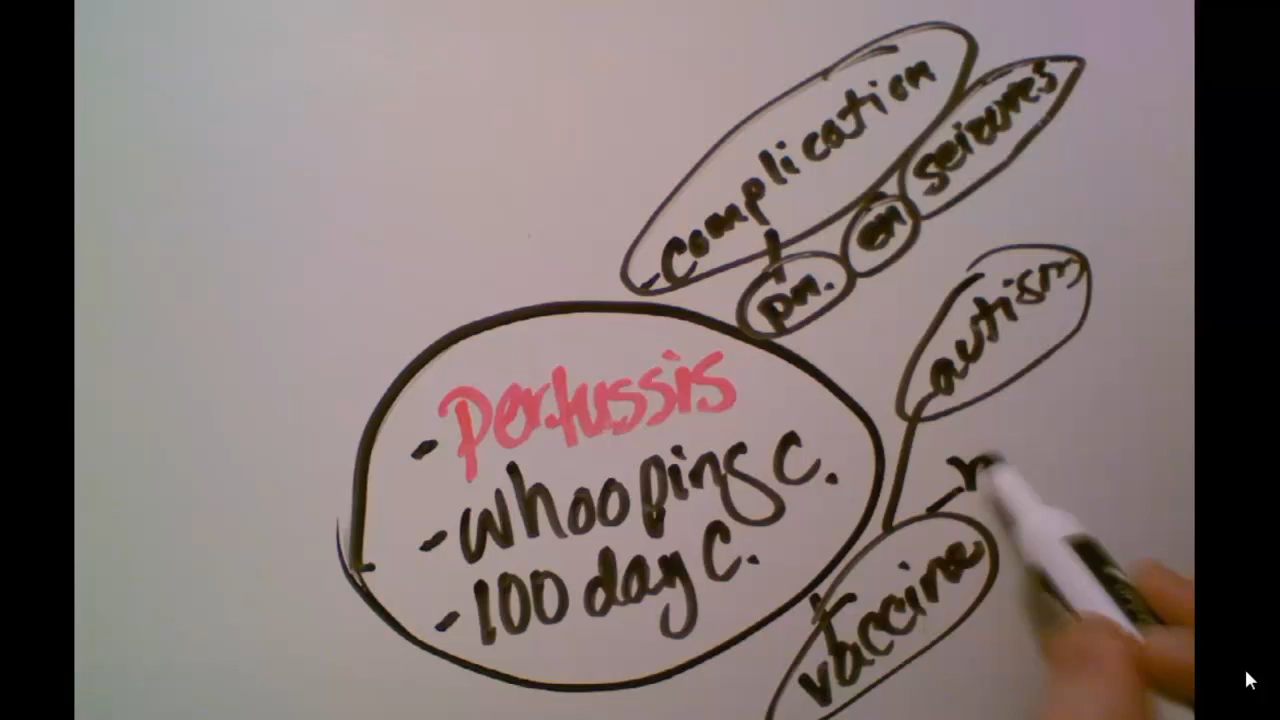 - complication
pn.
en
seizures
autism
- Pertussis
- whooping c.
- 100 day c.
vaccine